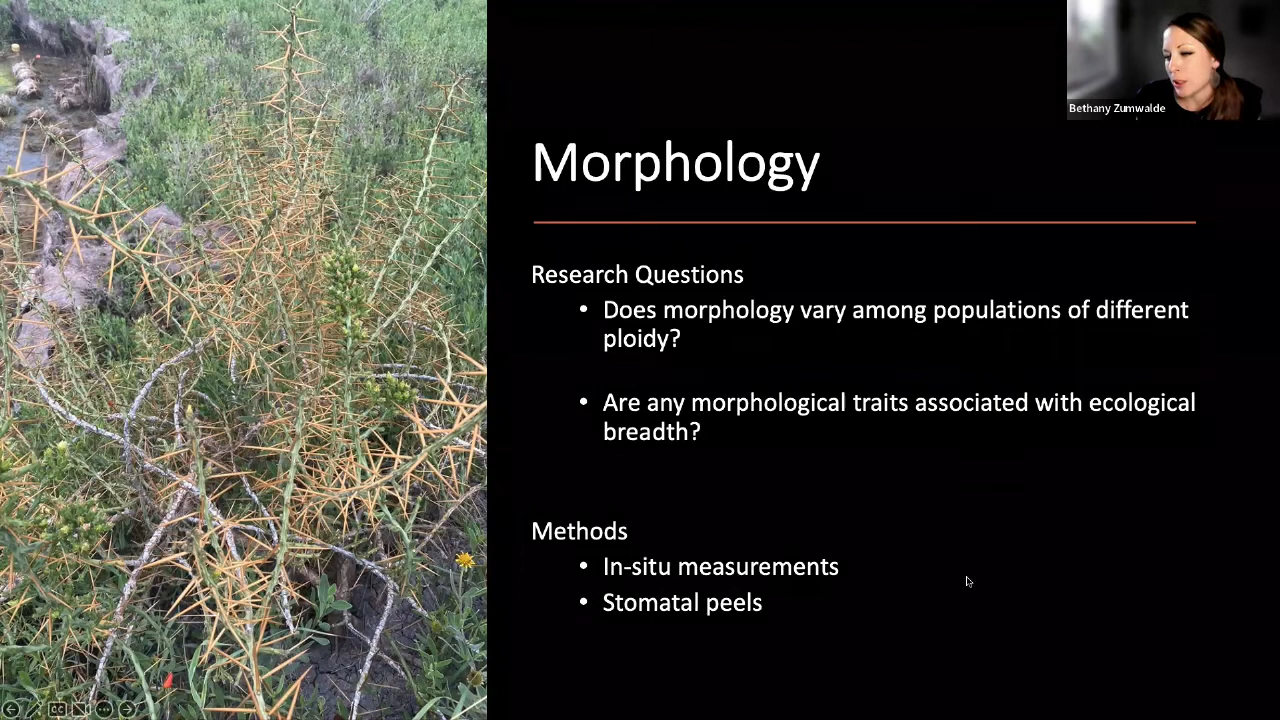 Bethany Zumwalde
Morphology
Research Questions
• Does morphology vary among populations of different
ploidy?
• Are any morphological traits associated with ecological
breadth?
Methods
• In-situ measurements
• Stomatal peels
CC